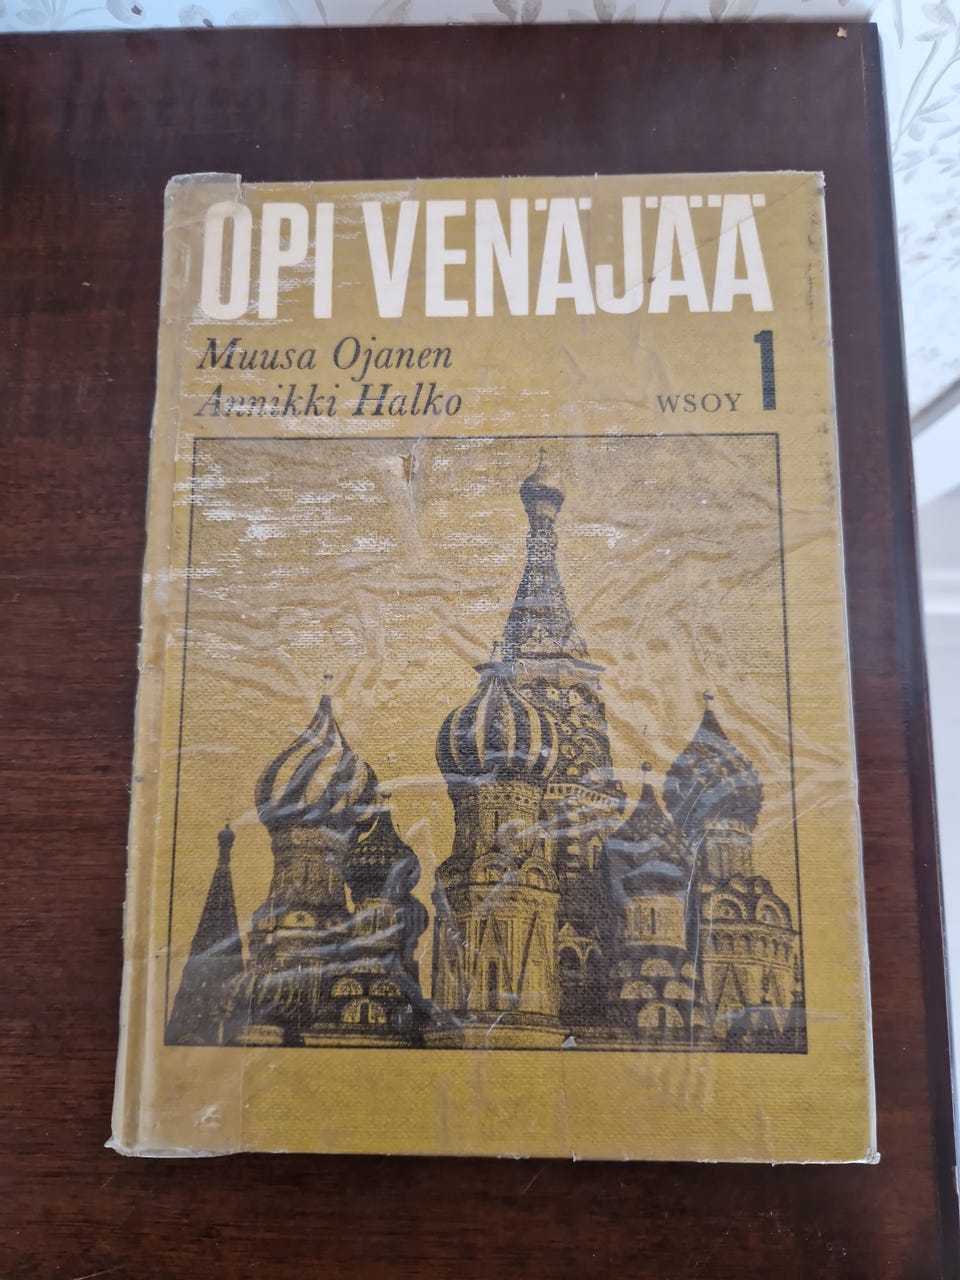 OPI VENÄJÄÄ
Muusa Ojanen
Annikki Halko
WSOY 1